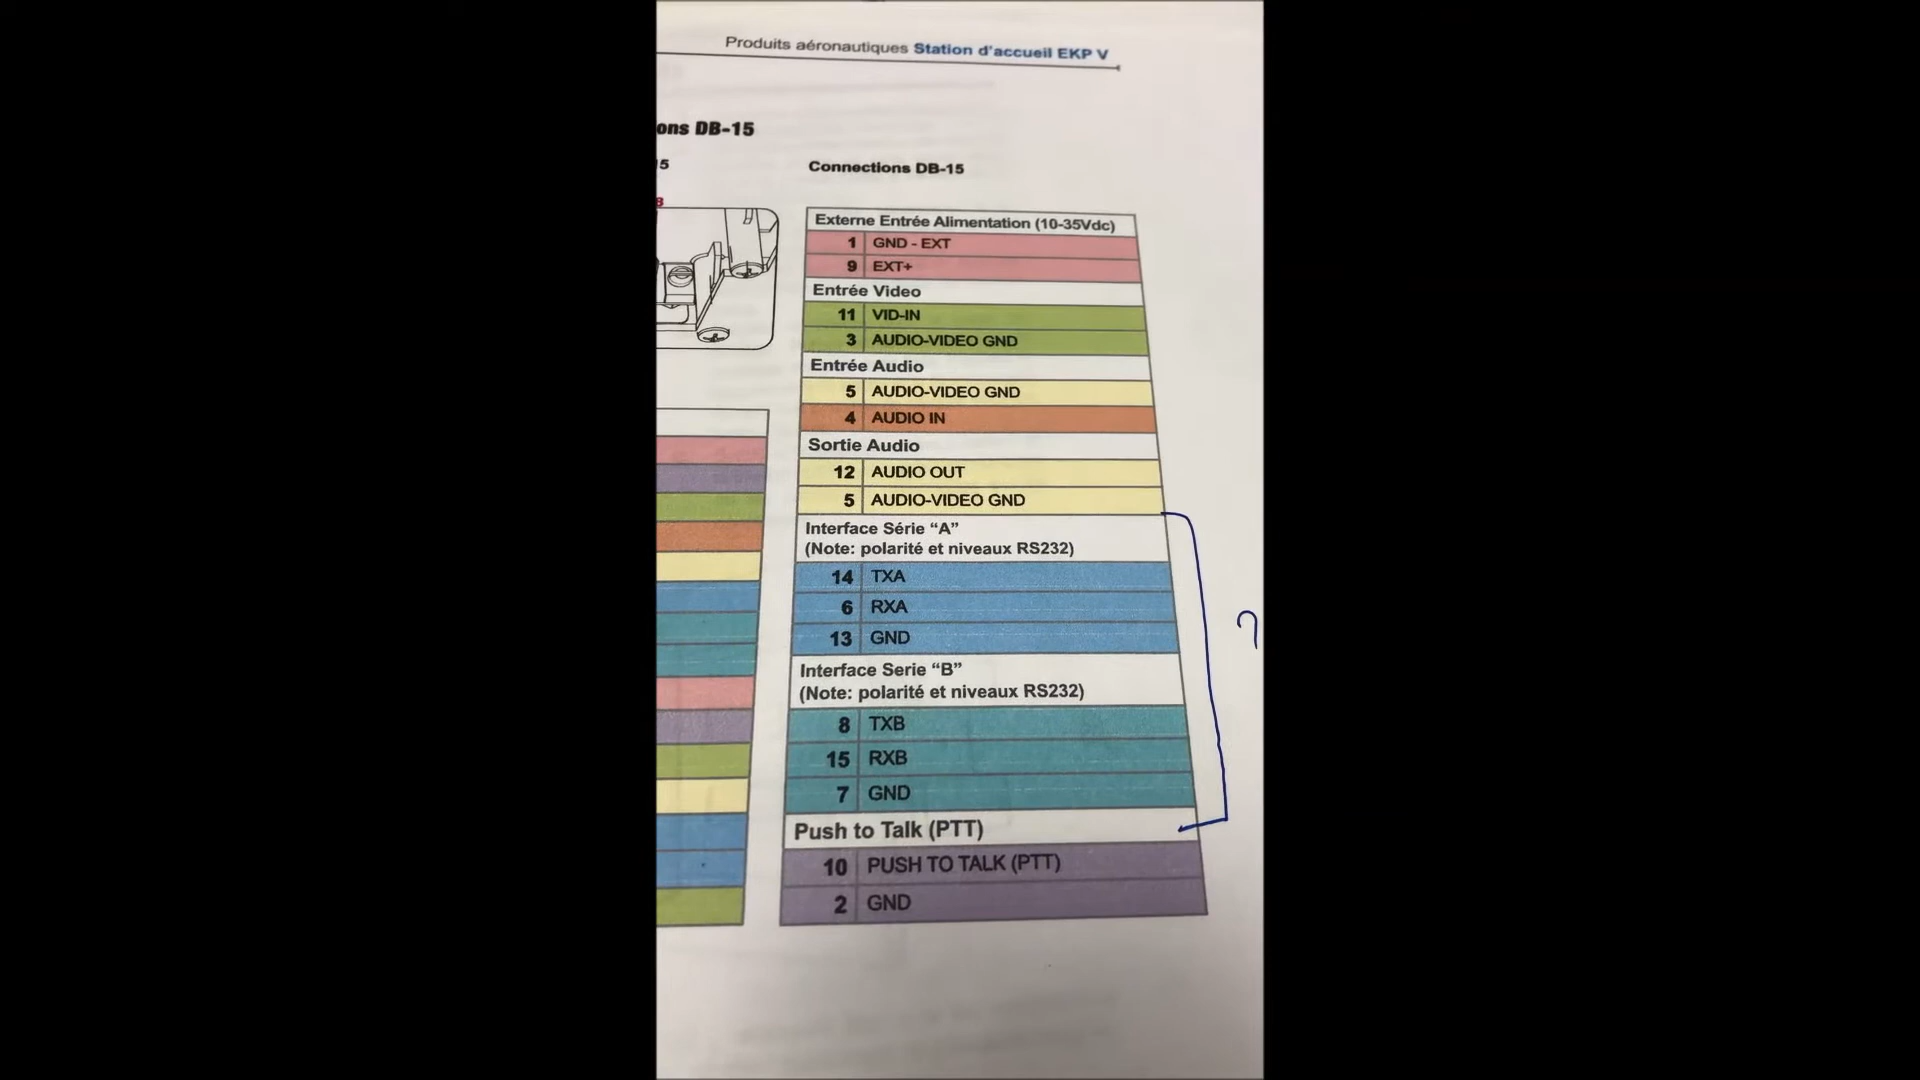 Produits aéronautiques Station d'accueil EKP V
ons DB-15
5
Connections DB-15
Externe Entrée Alimentation (10-35Vdc)
1 GND - EXT
9 EXT+
Entrée Video
11 VID-IN
3 AUDIO-VIDEO GND
Entrée Audio
5 AUDIO-VIDEO GND
4 AUDIO IN
Sortie Audio
12 AUDIO OUT
5 AUDIO-VIDEO GND
Interface Série “A”
(Note: polarité et niveaux RS232)
14 TXA
6 RXA
13 GND
Interface Serie “B”
(Note: polarité et niveaux RS232)
8 TXB
15 RXB
7 GND
?
Push to Talk (PTT)
10 PUSH TO TALK (PTT)
2 GND